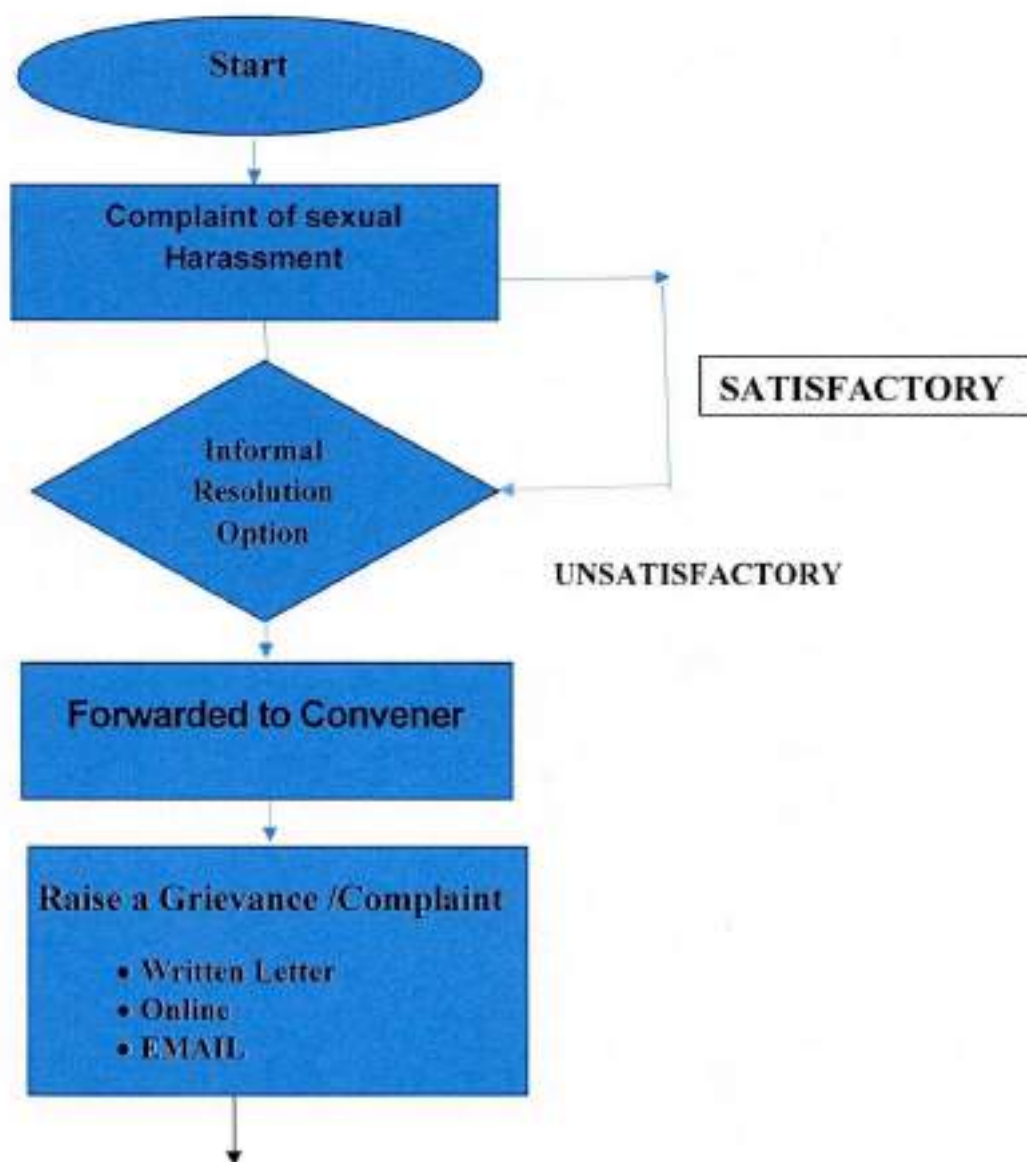 Start
Complaint of sexual
Harassment
SATISFACTORY
Informal
Resolution
Option
UNSATISFACTORY
Forwarded to Convener
Raise a Grievance /Complaint
• Written Letter
• Online
• EMAIL